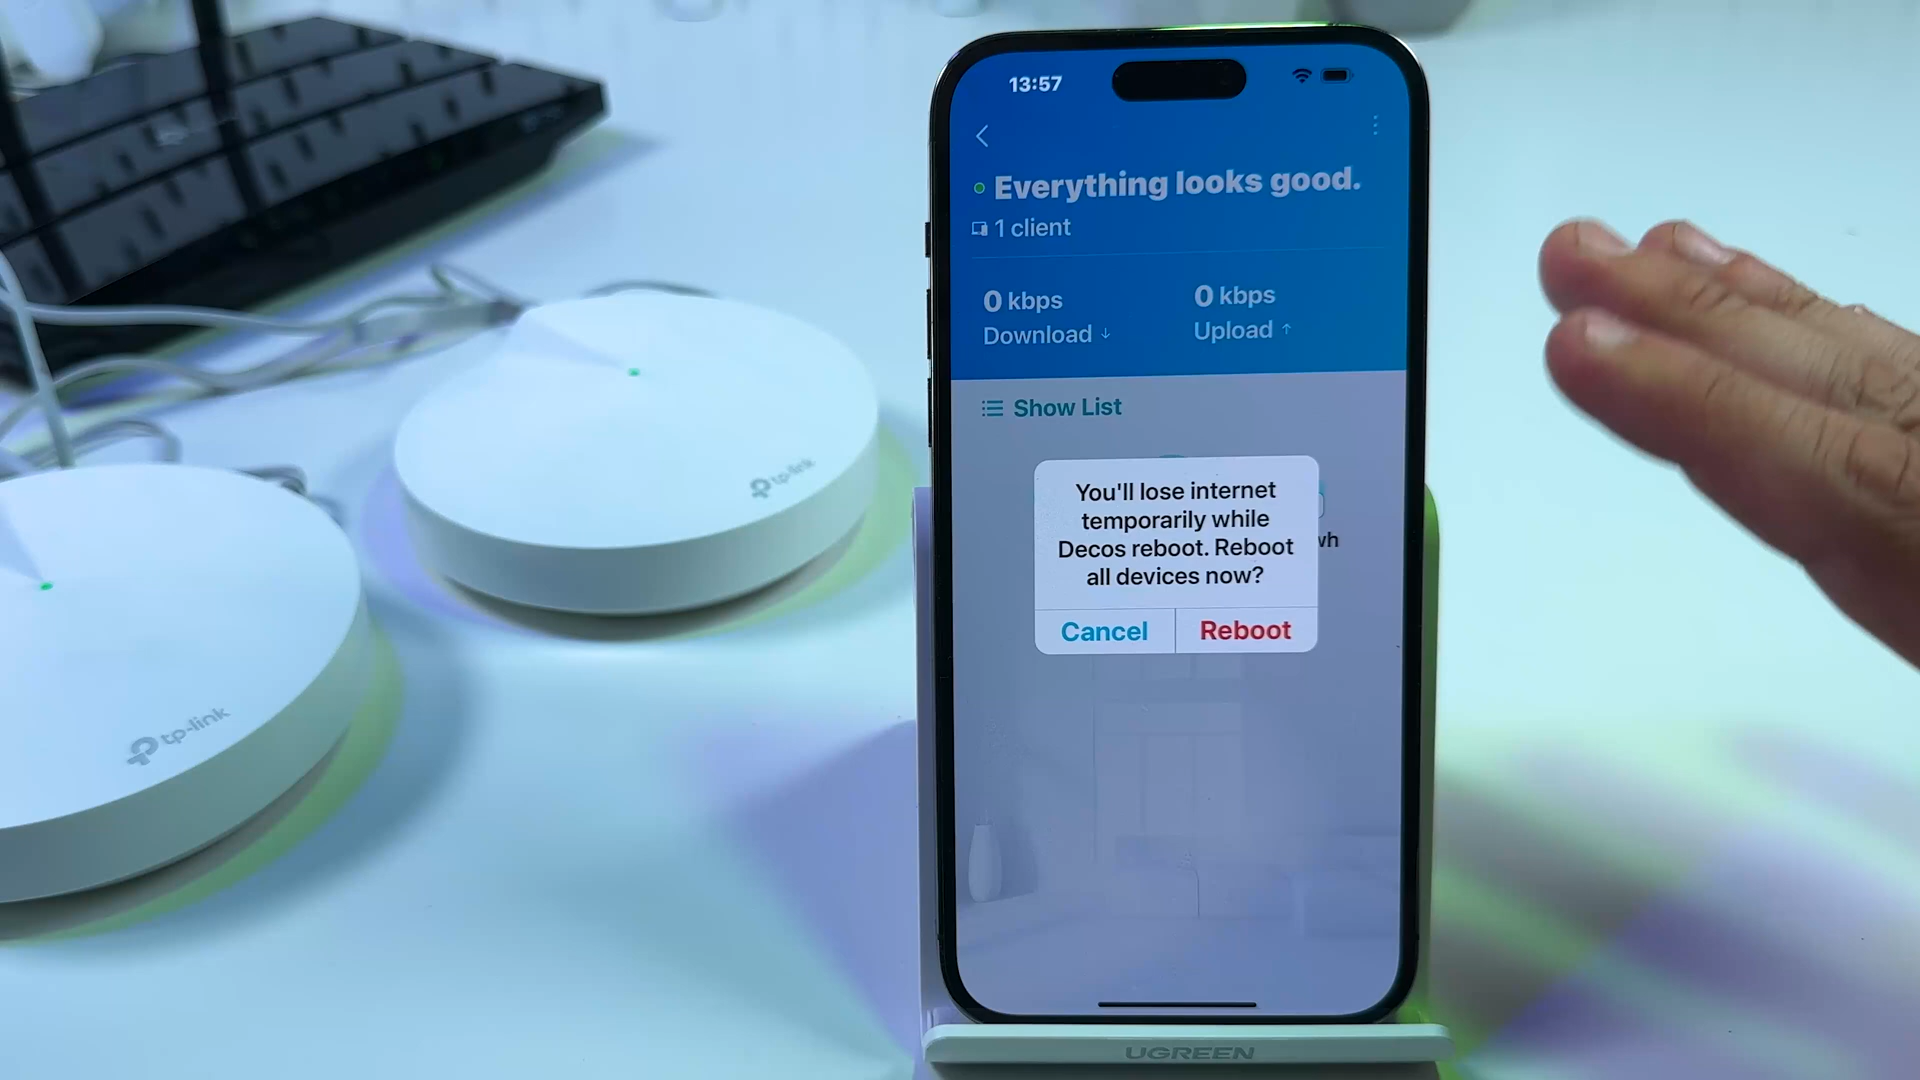 13:57
Everything looks good.
1 client
0 kbps
Download ↓
0 kbps
Upload ↑
Show List
You'll lose internet
temporarily while
Decos reboot. Reboot
all devices now?
wh
Cancel
Reboot
tp-link
tp-link
UGREEN